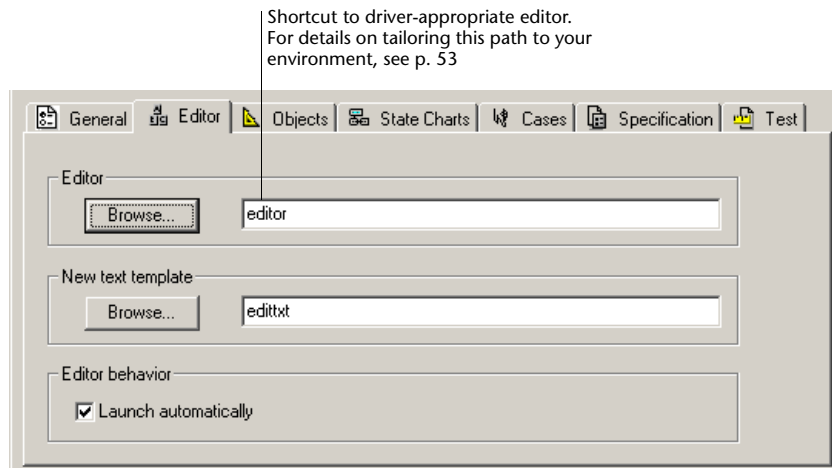 Shortcut to driver-appropriate editor.
For details on tailoring this path to your
environment, see p. 53
General Editor Objects State Charts Cases Specification Test
Editor
Browse... editor
New text template
Browse... edittxt
Editor behavior
Launch automatically